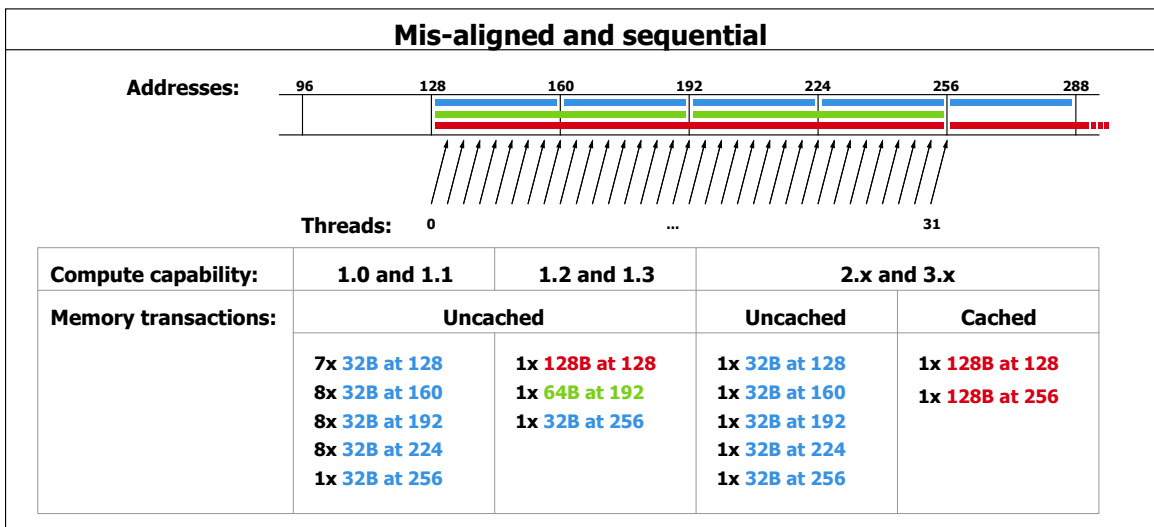 Mis-aligned and sequential
Addresses: 96 128 160 192 224 256 288
Threads: 0 ... 31
Compute capability: 1.0 and 1.1 1.2 and 1.3 2.x and 3.x
Memory transactions: Uncached Uncached Cached
7x 32B at 128 1x 128B at 128 1x 32B at 128 1x 128B at 128
8x 32B at 160 1x 64B at 192 1x 32B at 160 1x 128B at 256
8x 32B at 192 1x 32B at 256 1x 32B at 192
8x 32B at 224 1x 32B at 224
1x 32B at 256 1x 32B at 256